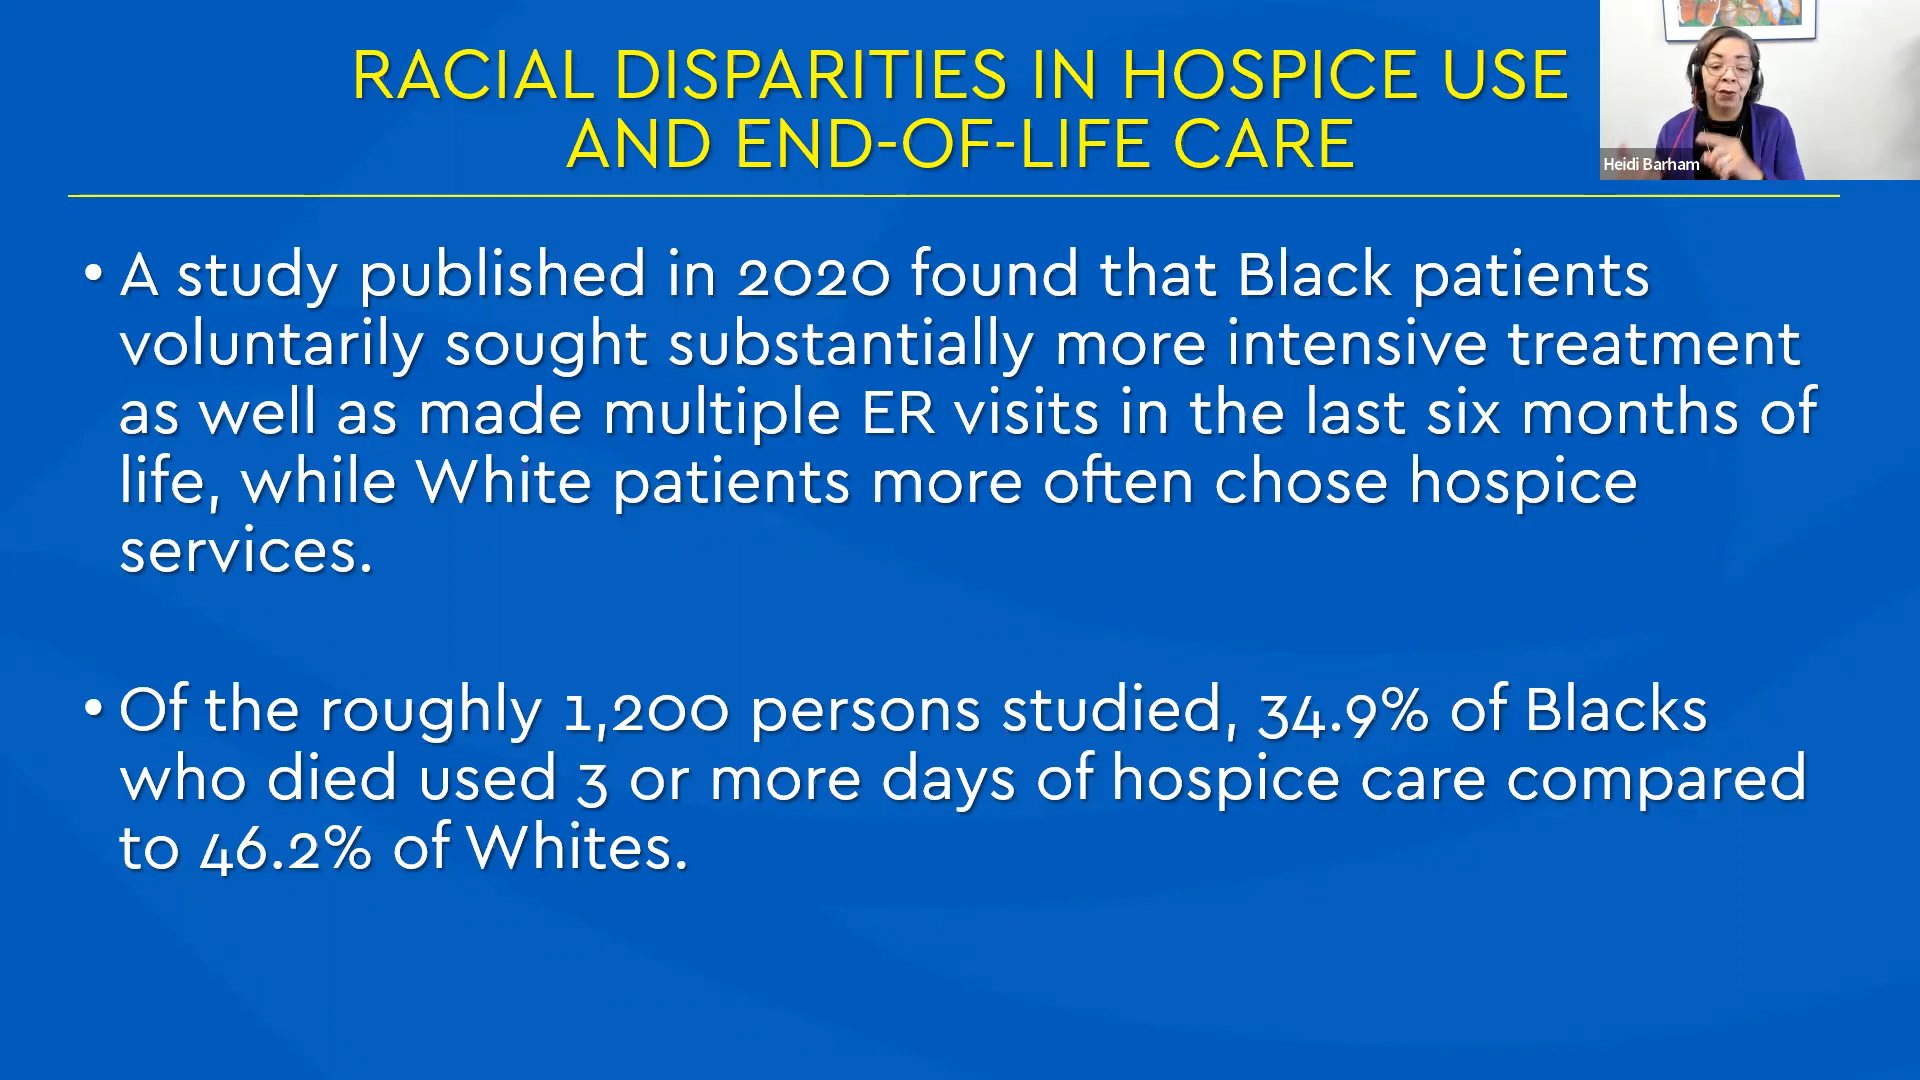 RACIAL DISPARITIES IN HOSPICE USE
AND END-OF-LIFE CARE
Heidi Barham
• A study published in 2020 found that Black patients
voluntarily sought substantially more intensive treatment
as well as made multiple ER visits in the last six months of
life, while White patients more often chose hospice
services.
• Of the roughly 1,200 persons studied, 34.9% of Blacks
who died used 3 or more days of hospice care compared
to 46.2% of Whites.